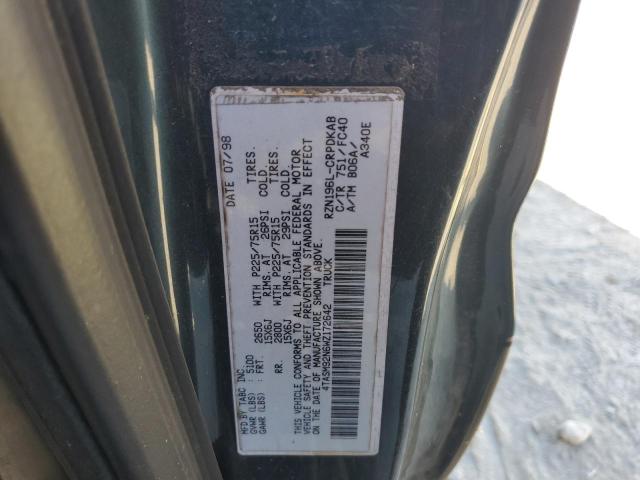 MFD BY TABC INC. DATE 07/98
GVWR (LBS) : 5100
GAWR (LBS) : FRT. 2650 WITH P225/75R15 TIRES.
15X6J RIMS. AT 26PSI COLD.
RR. 2800 WITH P225/75R15 TIRES.
15X6J RIMS. AT 29PSI COLD
THIS VEHICLE CONFORMS TO ALL APPLICABLE FEDERAL MOTOR
VEHICLE SAFETY AND THEFT PREVENTION STANDARDS IN EFFECT
ON THE DATE OF MANUFACTURE SHOWN ABOVE.
4TASM92N6WZ172642 TRUCK
RZN196L-CRPDKAB
C/TR 751/FC40
A/TM B06A/
A340E